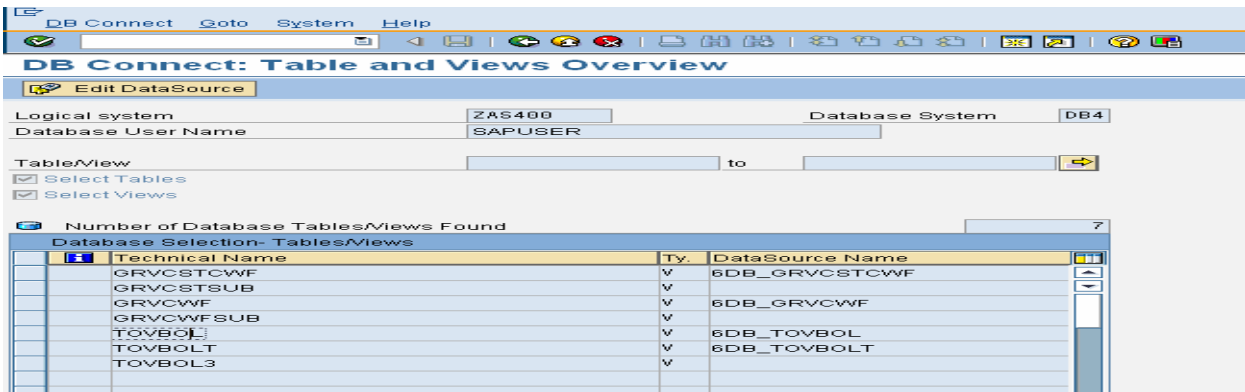 DB Connect Goto System Help
DB Connect: Table and Views Overview
Edit DataSource
Logical system ZAS400 Database System DB4
Database User Name SAPUSER
Table/View to
Select Tables
Select Views
Number of Database Tables/Views Found 7
Database Selection- Tables/Views
Technical Name Ty. DataSource Name
GRVCSTCWF V 6DB_GRVCSTCWF
GRVCSTSUB V
GRVCWF V 6DB_GRVCWF
GRVCWFSUB V
TOVBOL V 6DB_TOVBOL
TOVBOLT V 6DB_TOVBOLT
TOVBOL3 V